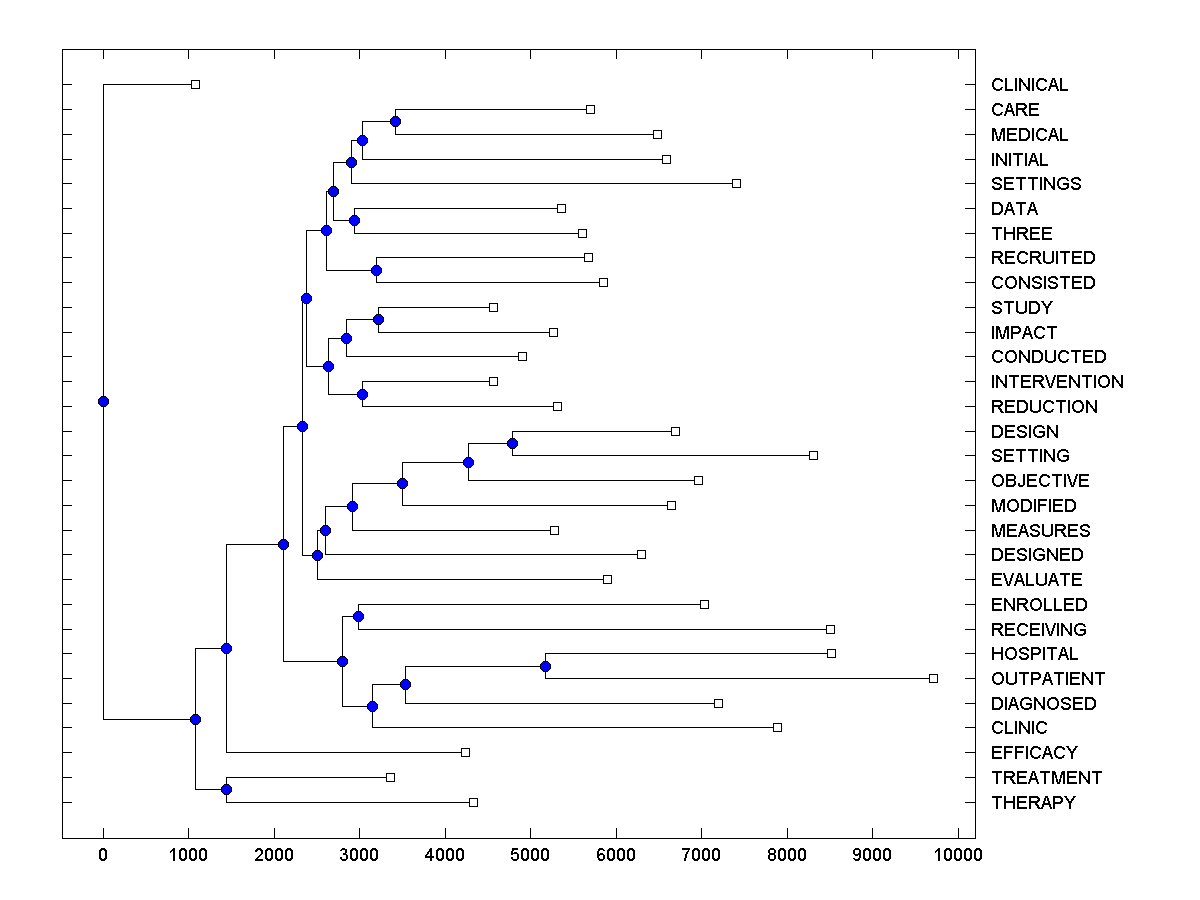 CLINICAL
CARE
MEDICAL
INITIAL
SETTINGS
DATA
THREE
RECRUITED
CONSISTED
STUDY
IMPACT
CONDUCTED
INTERVENTION
REDUCTION
DESIGN
SETTING
OBJECTIVE
MODIFIED
MEASURES
DESIGNED
EVALUATE
ENROLLED
RECEIVING
HOSPITAL
OUTPATIENT
DIAGNOSED
CLINIC
EFFICACY
TREATMENT
THERAPY
0 1000 2000 3000 4000 5000 6000 7000 8000 9000 10000